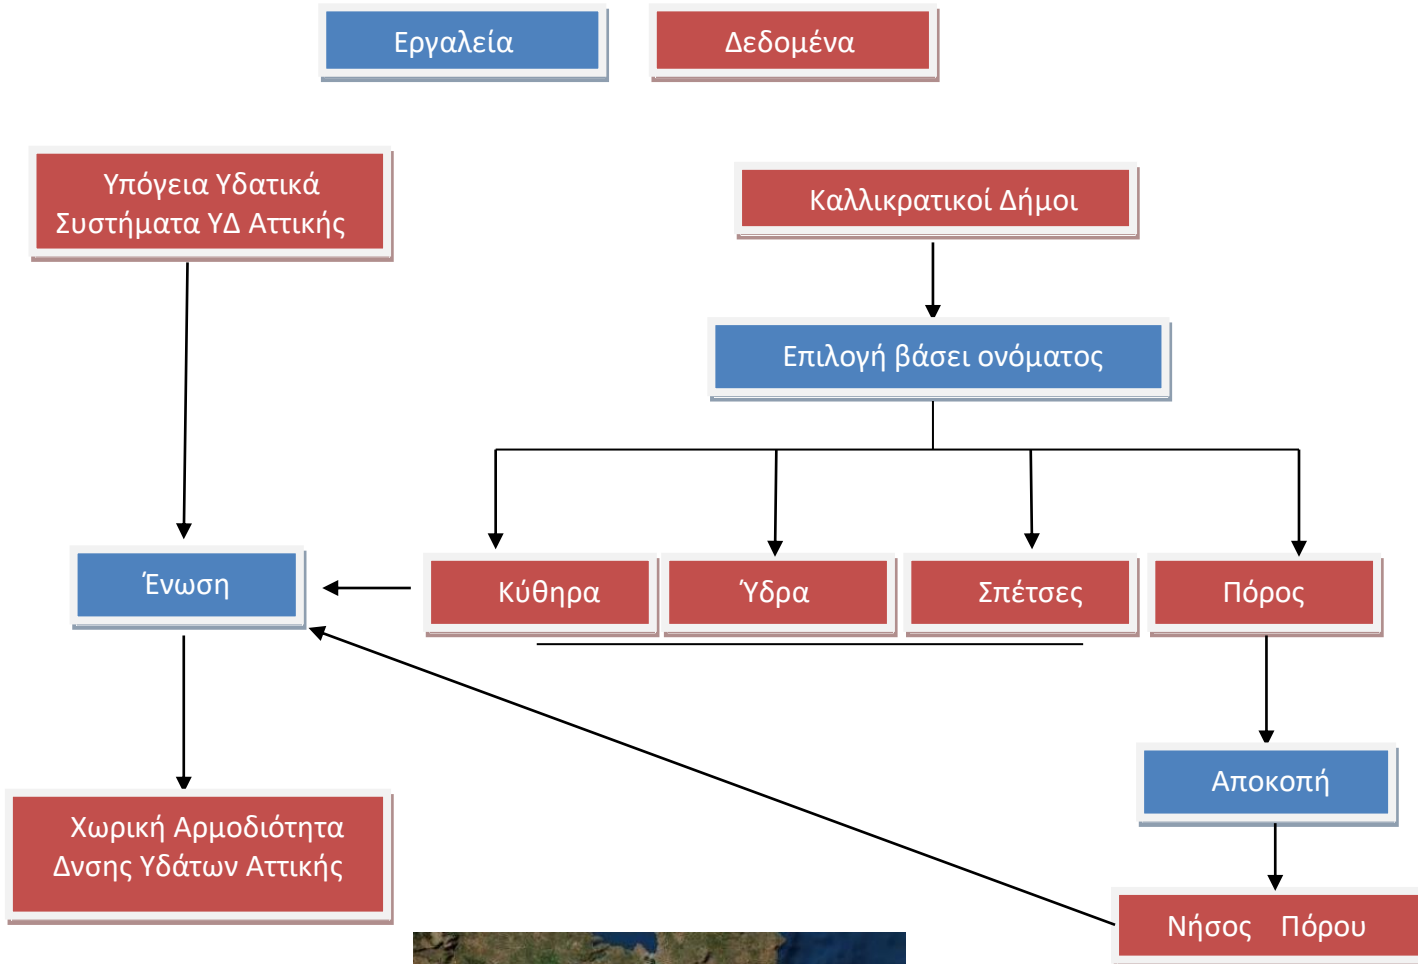 Εργαλεία
Δεδομένα
Υπόγεια Υδατικά
Συστήματα ΥΔ Αττικής
Καλλικρατικοί Δήμοι
Επιλογή βάσει ονόματος
Ένωση
Κύθηρα
Ύδρα
Σπέτσες
Πόρος
Αποκοπή
Χωρική Αρμοδιότητα
Δνσης Υδάτων Αττικής
Νήσος Πόρου